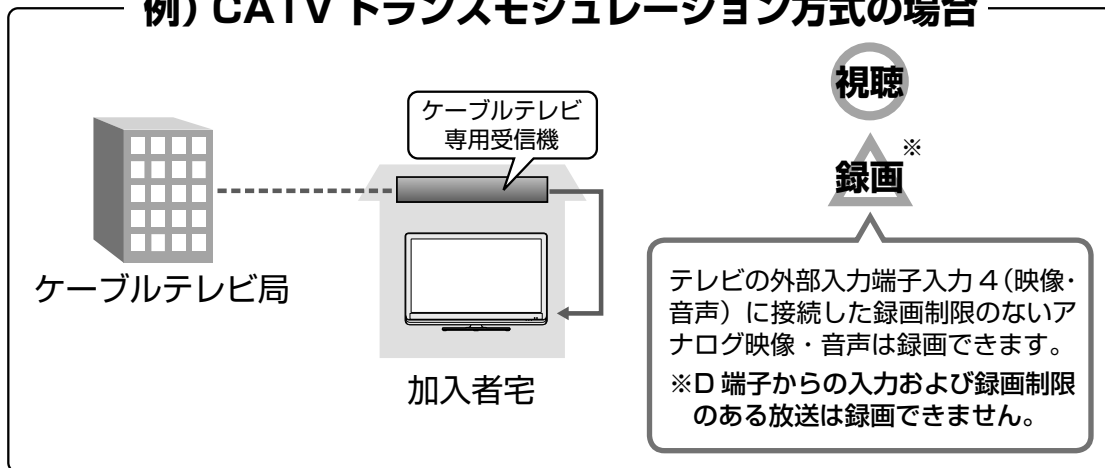 例）CATV トランスモジュレーション方式の場合
視聴
ケーブルテレビ
専用受信機
※
録画
ケーブルテレビ局
加入者宅
テレビの外部入力端子入力 4（映像・
音声）に接続した録画制限のないア
ナログ映像・音声は録画できます。
※D 端子からの入力および録画制限
のある放送は録画できません。